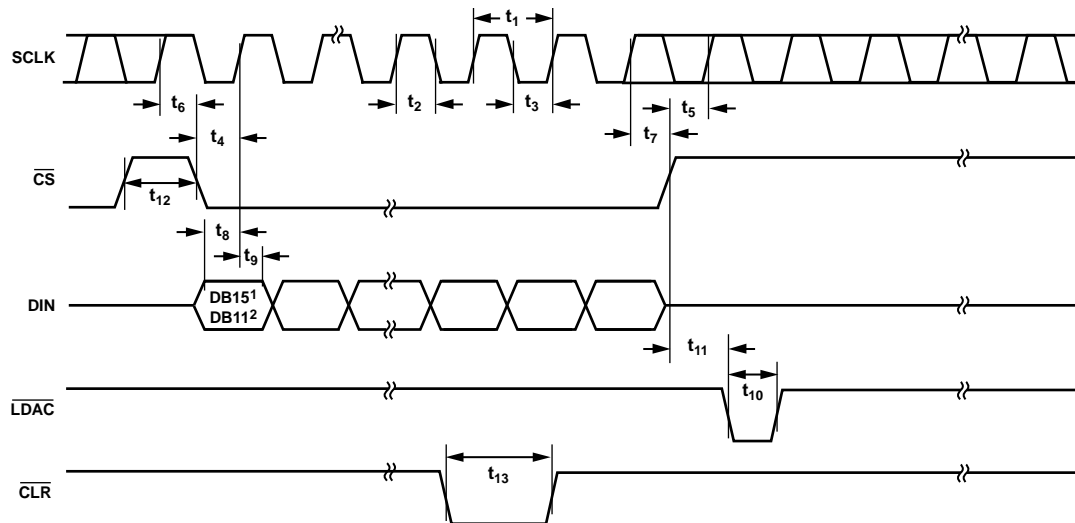 t1
SCLK
t6
t2
t3
t5
t4
t7
CS
t12
t8
t9
DIN
DB15¹
DB11²
t11
t10
LDAC
t13
CLR